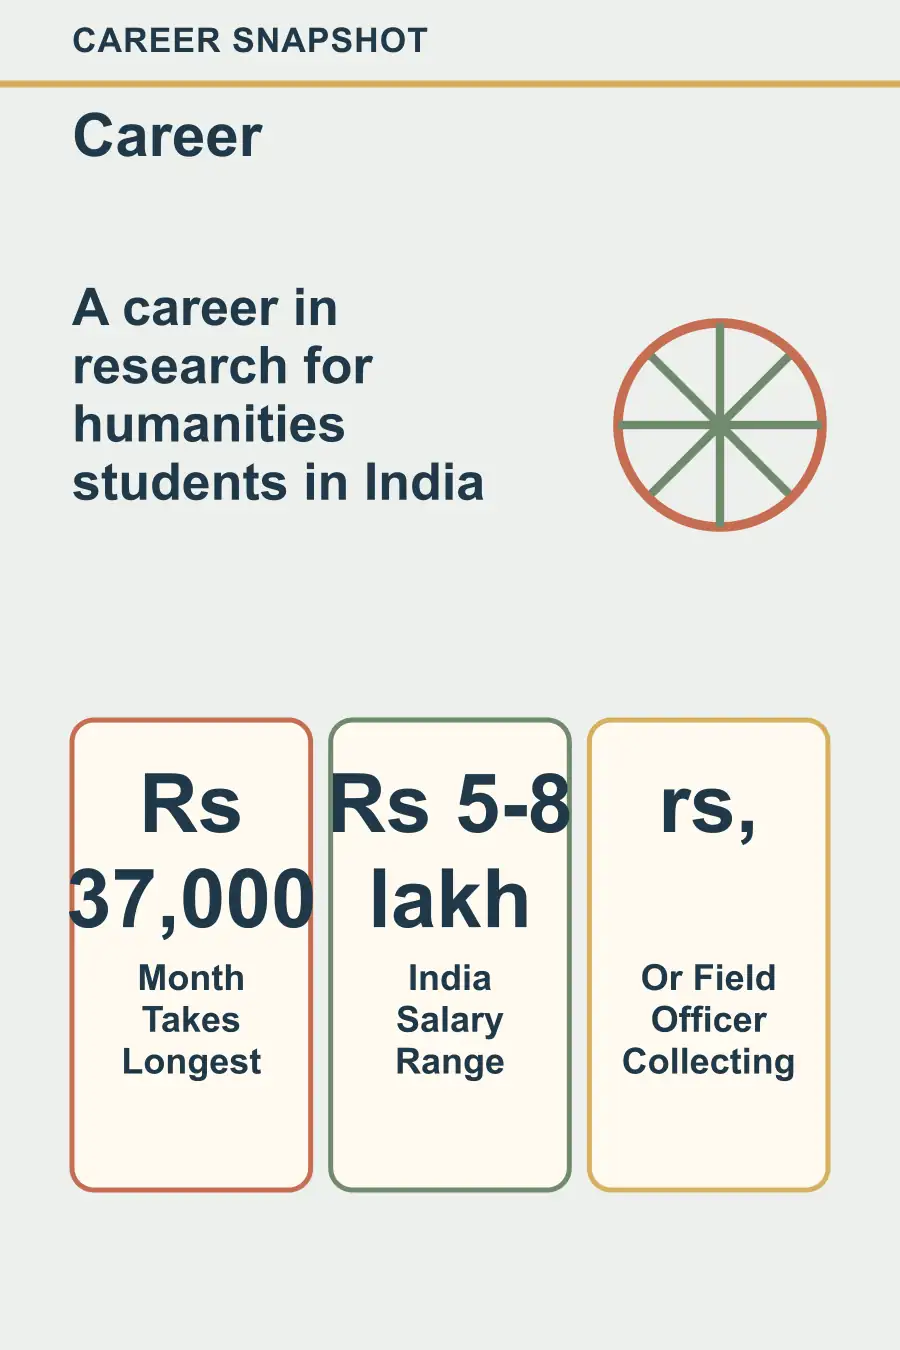 CAREER SNAPSHOT
Career
A career in
research for
humanities
students in India
Rs
37,000
Month
Takes
Longest
Rs 5-8
lakh
India
Salary
Range
rs,
Or Field
Officer
Collecting